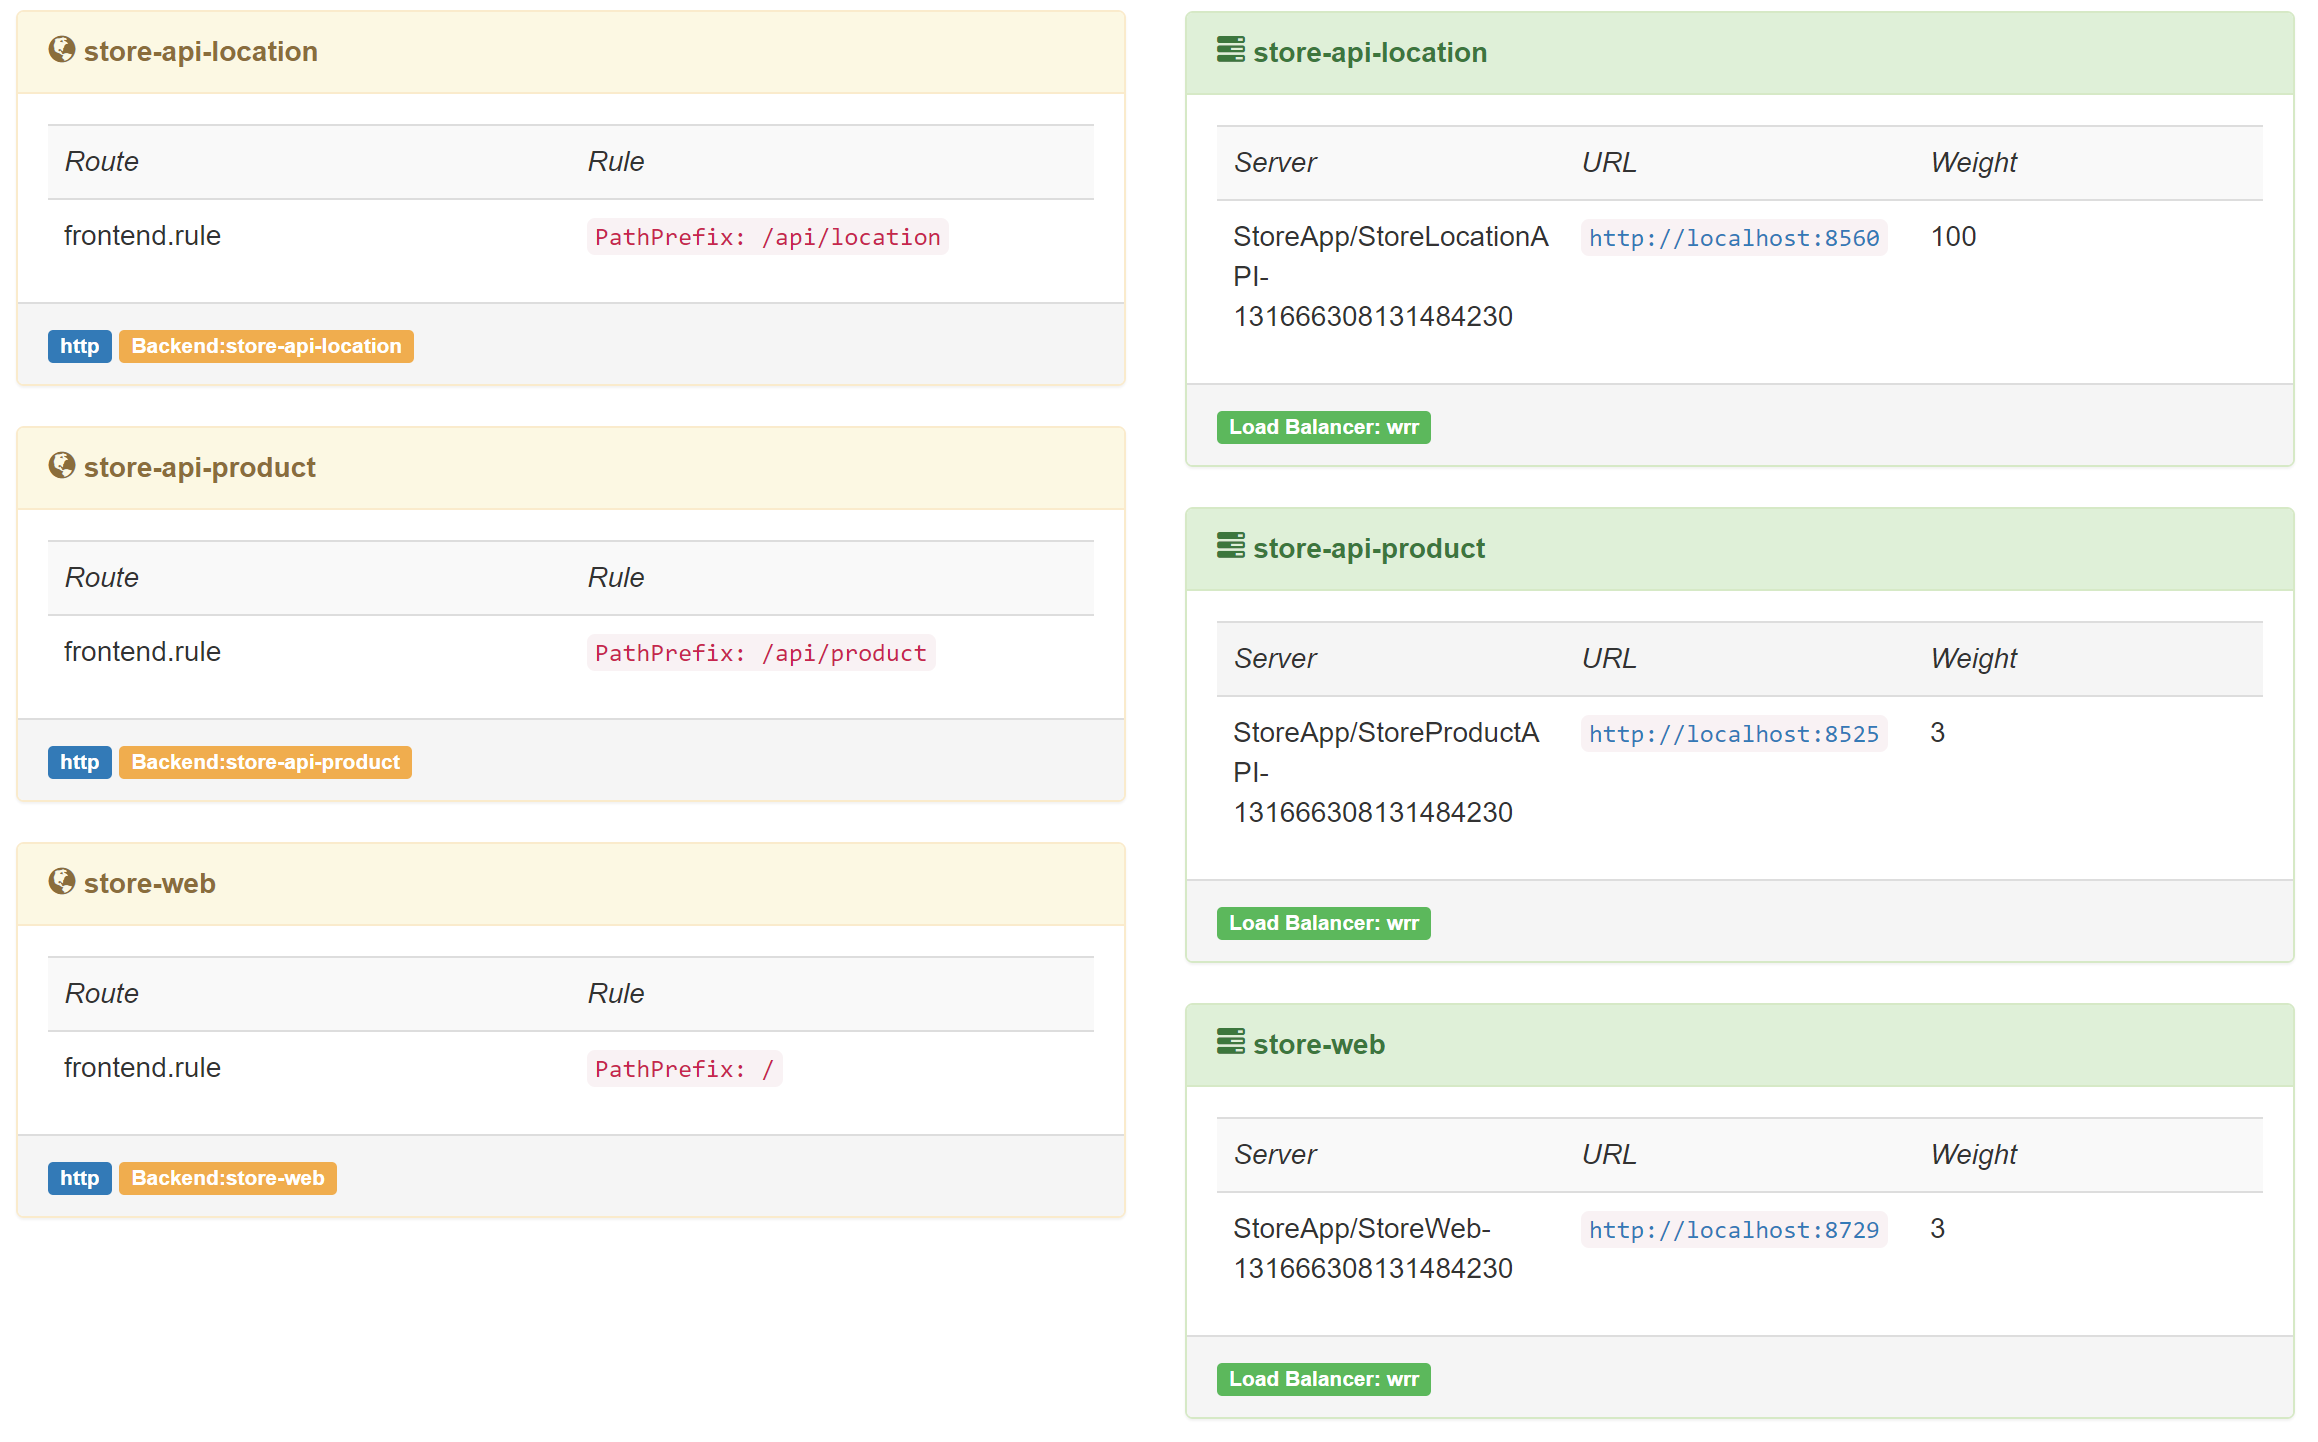 store-api-location
Route Rule
frontend.rule PathPrefix: /api/location
http Backend:store-api-location
store-api-product
Route Rule
frontend.rule PathPrefix: /api/product
http Backend:store-api-product
store-web
Route Rule
frontend.rule PathPrefix: /
http Backend:store-web
store-api-location
Server URL Weight
StoreApp/StoreLocationA http://localhost:8560 100
PI-
131666308131484230
Load Balancer: wrr
store-api-product
Server URL Weight
StoreApp/StoreProductA http://localhost:8525 3
PI-
131666308131484230
Load Balancer: wrr
store-web
Server URL Weight
StoreApp/StoreWeb- http://localhost:8729 3
131666308131484230
Load Balancer: wrr